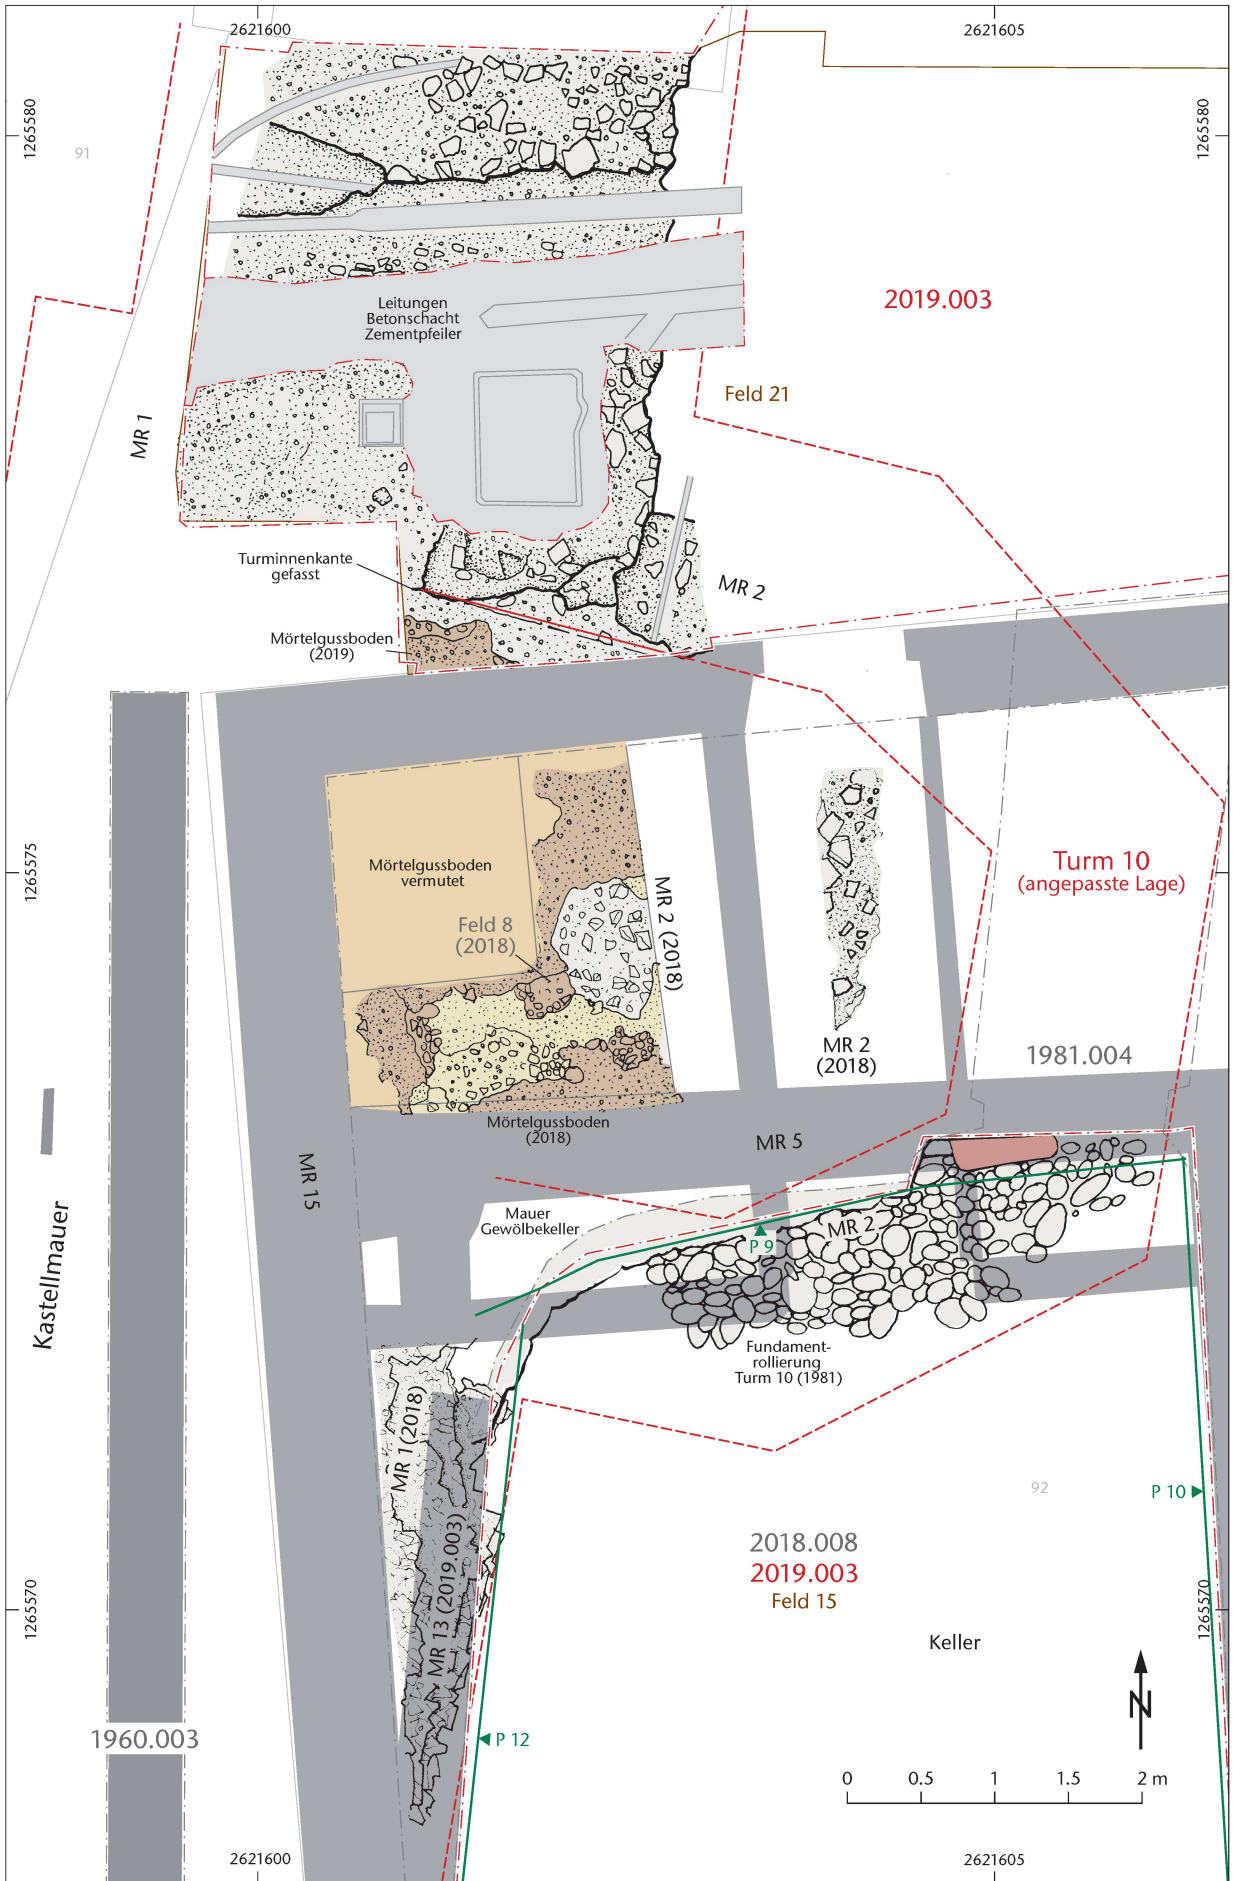 2621600
2621605
1265580
1265580
91
Leitungen
Betonschacht
Zementpfeiler
2019.003
Feld 21
MR 1
Turminnenkante
gefasst
MR 2
Mörtelgussboden
(2019)
Mörtelgussboden
vermutet
1265575
Turm 10
(angepasste Lage)
Feld 8
(2018)
MR 2 (2018)
MR 2
(2018)
1981.004
Mörtelgussboden
(2018)
MR 5
MR 15
Mauer
Gewölbekeller
MR 2
P 9
Kastellmauer
Fundament-
rollierung
Turm 10 (1981)
MR 1 (2018)
92
P 10
2018.008
2019.003
Feld 15
MR 13 (2019.003)
1265570
1265570
Keller
N
1960.003
P 12
0 0.5 1 1.5 2 m
2621600
2621605